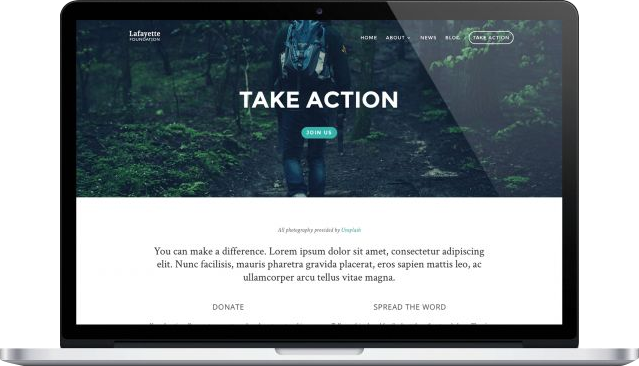 Lafayette
FOUNDATION
HOME ABOUT NEWS BLOG TAKE ACTION
TAKE ACTION
JOIN US
All photography provided by Unsplash
You can make a difference. Lorem ipsum dolor sit amet, consectetur adipiscing
elit. Nunc facilisis, mauris pharetra gravida placerat, eros sapien mattis leo, ac
ullamcorper arcu tellus vitae magna.
DONATE SPREAD THE WORD